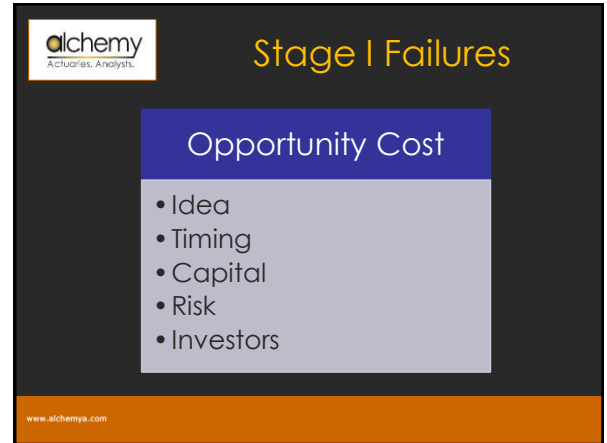 alchemy
Actuaries. Analysts.
Stage I Failures
Opportunity Cost
• Idea
• Timing
• Capital
• Risk
• Investors
www.alchemya.com